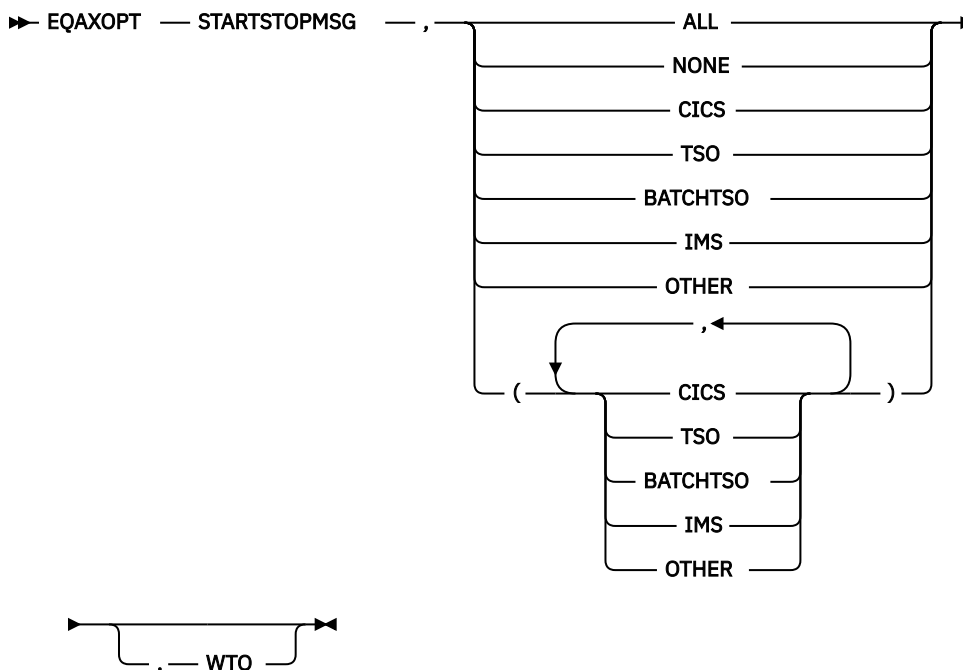 EQAXOPT STARTSTOPMSG , ALL
NONE
CICS
TSO
BATCHTSO
IMS
OTHER
,
( CICS )
TSO
BATCHTSO
IMS
OTHER
, WTO